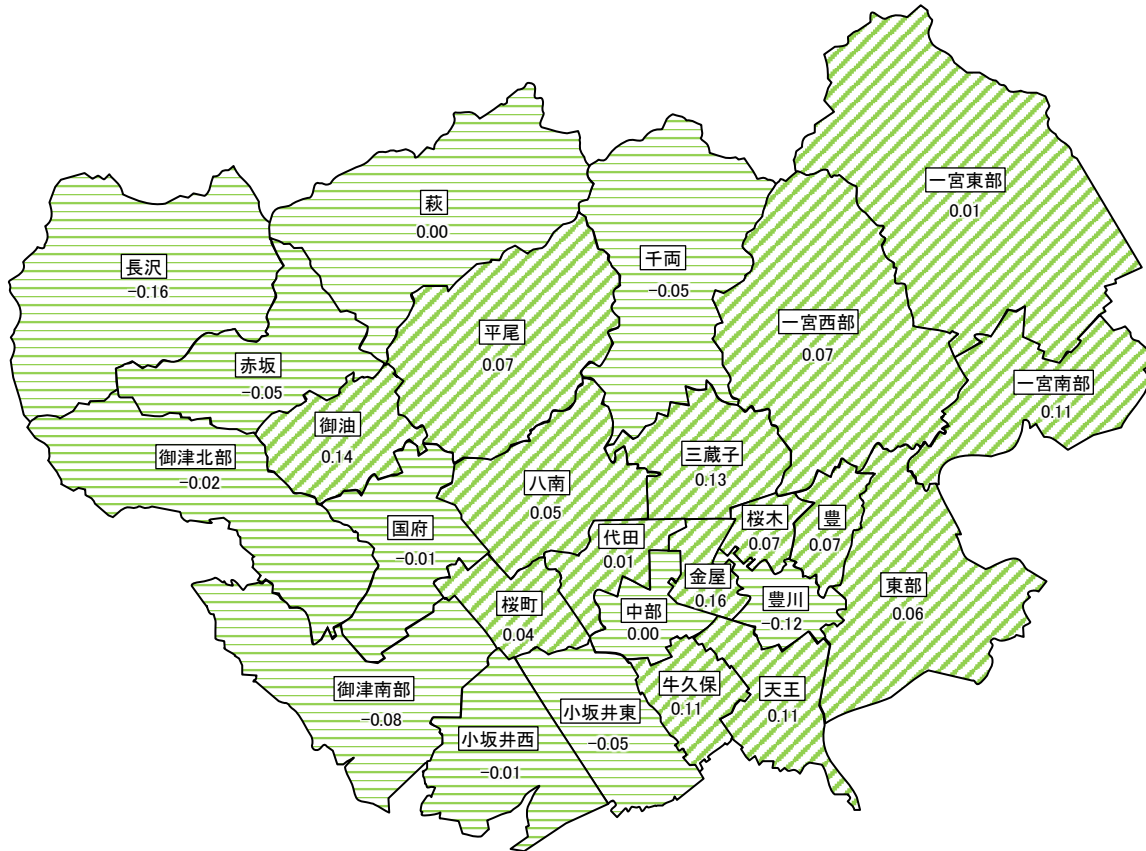 一宮東部
0.01
萩
0.00
千両
-0.05
長沢
-0.16
一宮西部
0.07
平尾
0.07
赤坂
-0.05
一宮南部
0.11
御油
0.14
御津北部
-0.02
三蔵子
0.13
八南
0.05
桜木
0.07
豊
0.07
国府
-0.01
代田
0.01
金屋
0.16
豊川
-0.12
東部
0.06
桜町
0.04
中部
0.00
御津南部
-0.08
牛久保
0.11
天王
0.11
小坂井東
-0.05
小坂井西
-0.01